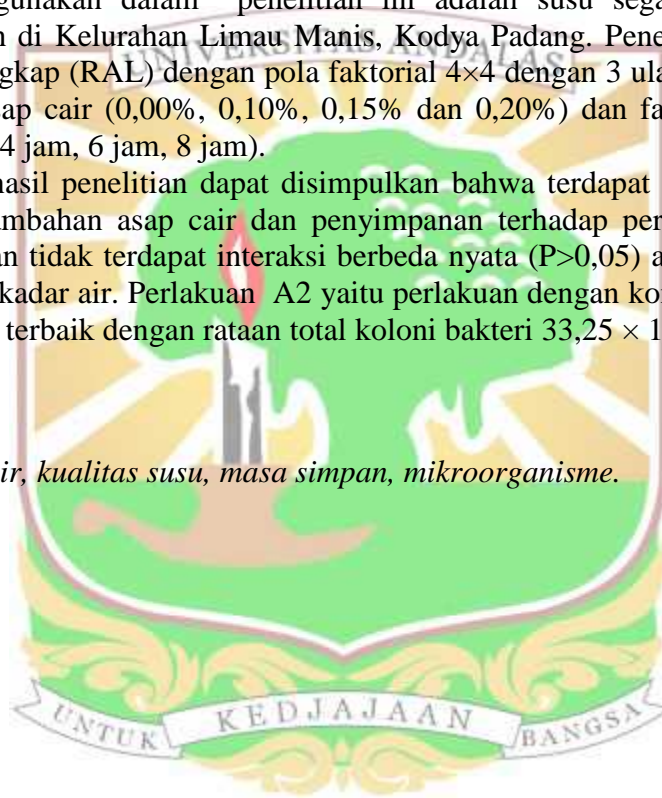 gunakan dalam penelitian ini adalah susu sega
n di Kelurahan Limau Manis, Kodya Padang. Pene
gkap (RAL) dengan pola faktorial 4×4 dengan 3 ula
ap cair (0,00%, 0,10%, 0,15% dan 0,20%) dan fa
4 jam, 6 jam, 8 jam).
hasil penelitian dapat disimpulkan bahwa terdapat
mbahan asap cair dan penyimpanan terhadap per
an tidak terdapat interaksi berbeda nyata (P>0,05) a
kadar air. Perlakuan A2 yaitu perlakuan dengan ko
terbaik dengan rataan total koloni bakteri 33,25 × 1
ir, kualitas susu, masa simpan, mikroorganisme.
UNIVERSITAS ANDALAS
UNTUK KEDJAJAAN BANGSA